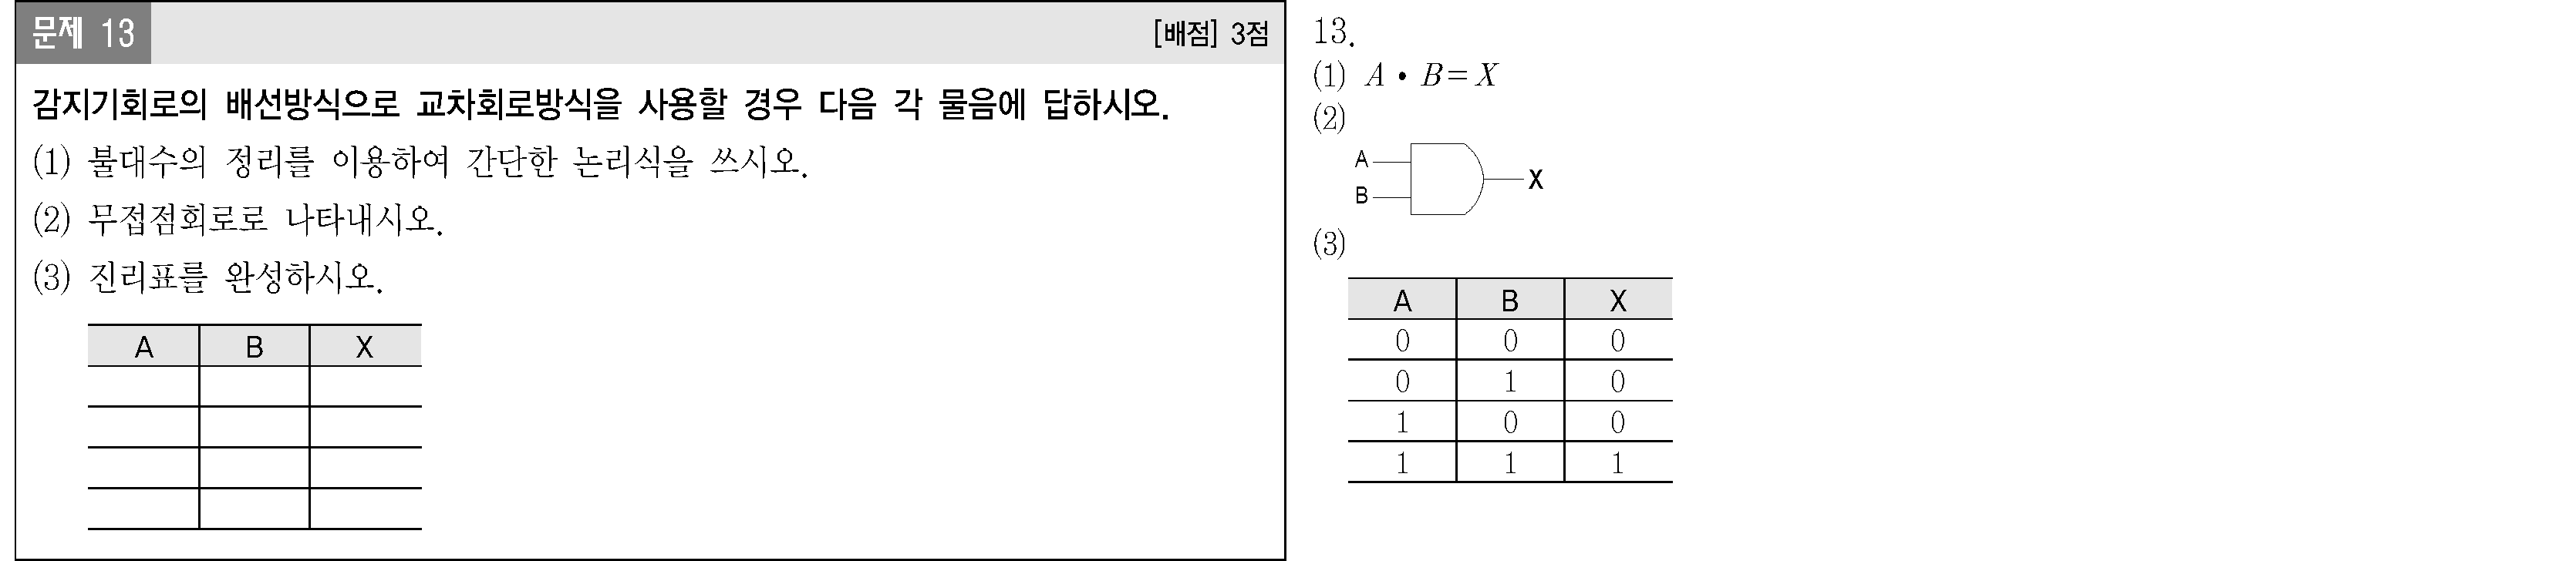 문제 13
[배점] 3점
감지기회로의 배선방식으로 교차회로방식을 사용할 경우 다음 각 물음에 답하시오.
(1) 불대수의 정리를 이용하여 간단한 논리식을 쓰시오.
(2) 무접점회로로 나타내시오.
(3) 진리표를 완성하시오.
A B X
13.
(1) A • B = X
(2)
A
B
X
(3)
A B X
0 0 0
0 1 0
1 0 0
1 1 1